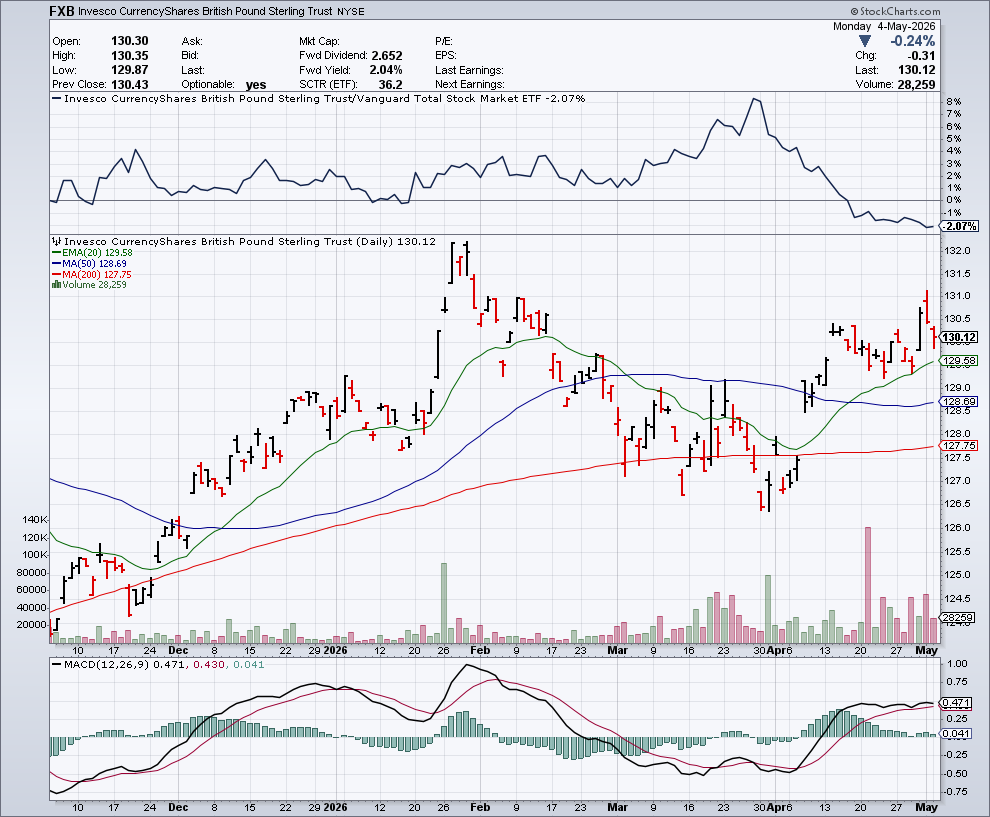 FXB Invesco CurrencyShares British Pound Sterling Trust NYSE © StockCharts.com
Monday 4-May-2026
Open: 130.30 Ask: Mkt Cap: P/E: ▼ -0.24%
High: 130.35 Bid: Fwd Dividend: 2.652 EPS: Chg: -0.31
Low: 129.87 Last: Fwd Yield: 2.04% Last Earnings: Last: 130.12
Prev Close: 130.43 Optionable: yes SCTR (ETF): 36.2 Next Earnings: Volume: 28,259
Invesco CurrencyShares British Pound Sterling Trust/Vanguard Total Stock Market ETF -2.07%
8%
7%
6%
5%
4%
3%
2%
1%
0%
-1%
-2.07%
Invesco CurrencyShares British Pound Sterling Trust (Daily) 130.12
EMA(20) 129.58
MA(50) 128.69
MA(200) 127.75
Volume 28,259
132.0
131.5
131.0
130.5
130.12
129.58
129.0
128.69
128.5
128.0
127.75
127.5
127.0
126.5
126.0
125.5
125.0
124.5
28259
140K
120K
100K
80000
60000
40000
20000
10 17 24 Dec 8 15 22 29 2026 12 20 26 Feb 9 17 23 Mar 9 16 23 30 Apr 6 13 20 27 May
MACD(12,26,9) 0.471, 0.430, 0.041
1.00
0.75
0.471
0.25
0.041
-0.25
-0.50
-0.75
10 17 24 Dec 8 15 22 29 2026 12 20 26 Feb 9 17 23 Mar 9 16 23 30 Apr 6 13 20 27 May